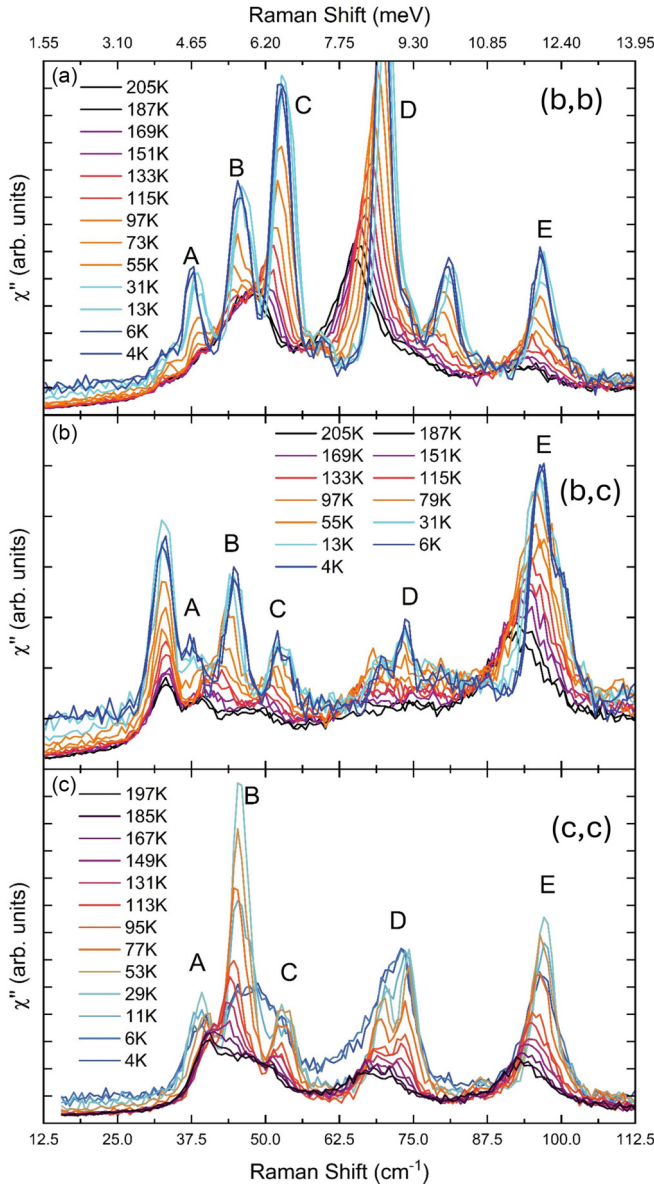 Raman Shift (meV)
1.55 3.10 4.65 6.20 7.75 9.30 10.85 12.40 13.95
(a)
(b,b)
205K
187K
169K
151K
133K
115K
97K
73K
55K
31K
13K
6K
4K
A
B
C
D
E
χ" (arb. units)
(b)
(b,c)
205K 187K
169K 151K
133K 115K
97K 79K
55K 31K
13K 6K
4K
A
B
C
D
E
χ" (arb. units)
(c)
(c,c)
197K
185K
167K
149K
131K
113K
95K
77K
53K
29K
11K
6K
4K
A
B
C
D
E
χ" (arb. units)
12.5 25.0 37.5 50.0 62.5 75.0 87.5 100.0 112.5
Raman Shift (cm⁻¹)